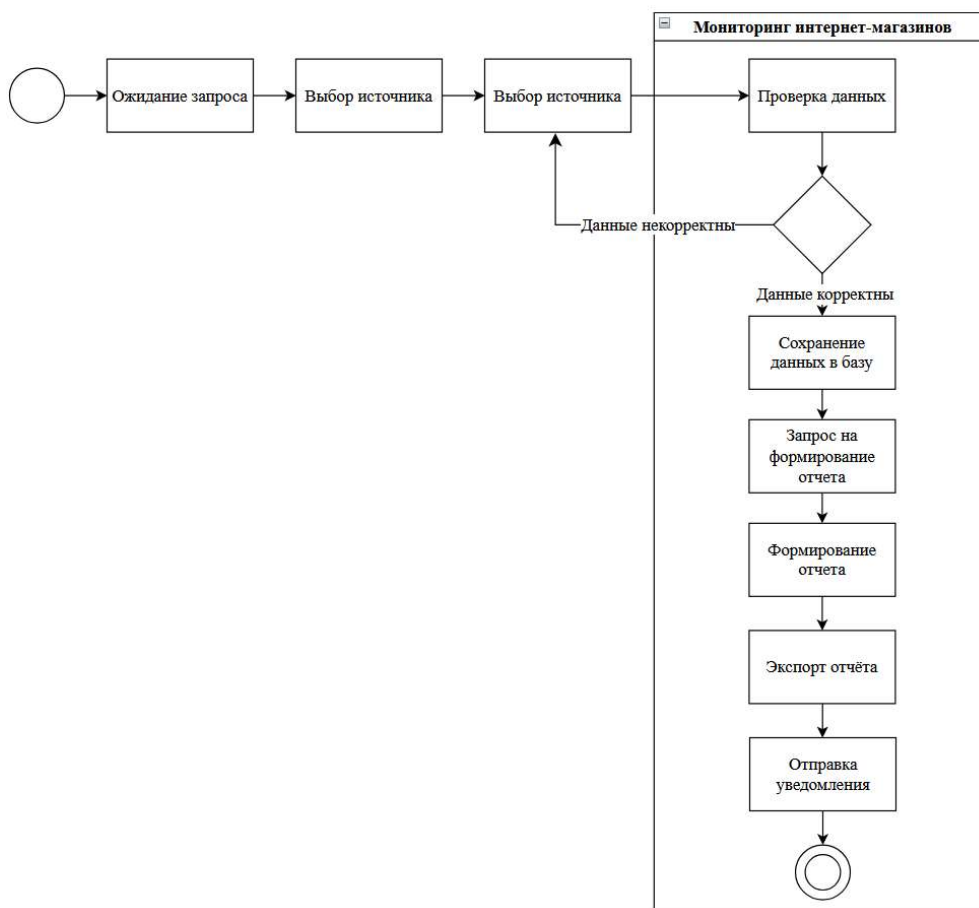 Мониторинг интернет-магазинов
Ожидание запроса
Выбор источника
Выбор источника
Проверка данных
Данные некорректны
Данные корректны
Сохранение
данных в базу
Запрос на
формирование
отчета
Формирование
отчета
Экспорт отчёта
Отправка
уведомления